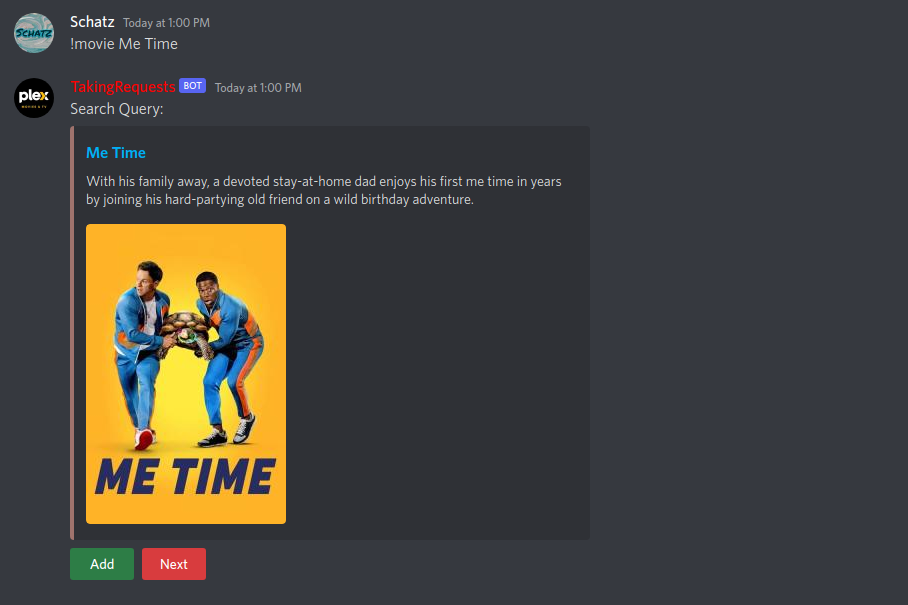 Schatz Today at 1:00 PM
SCHATZ
!movie Me Time
TakingRequests BOT Today at 1:00 PM
plex
MOVIES & TV
Search Query:
Me Time
With his family away, a devoted stay-at-home dad enjoys his first me time in years
by joining his hard-partying old friend on a wild birthday adventure.
ME TIME
Add Next